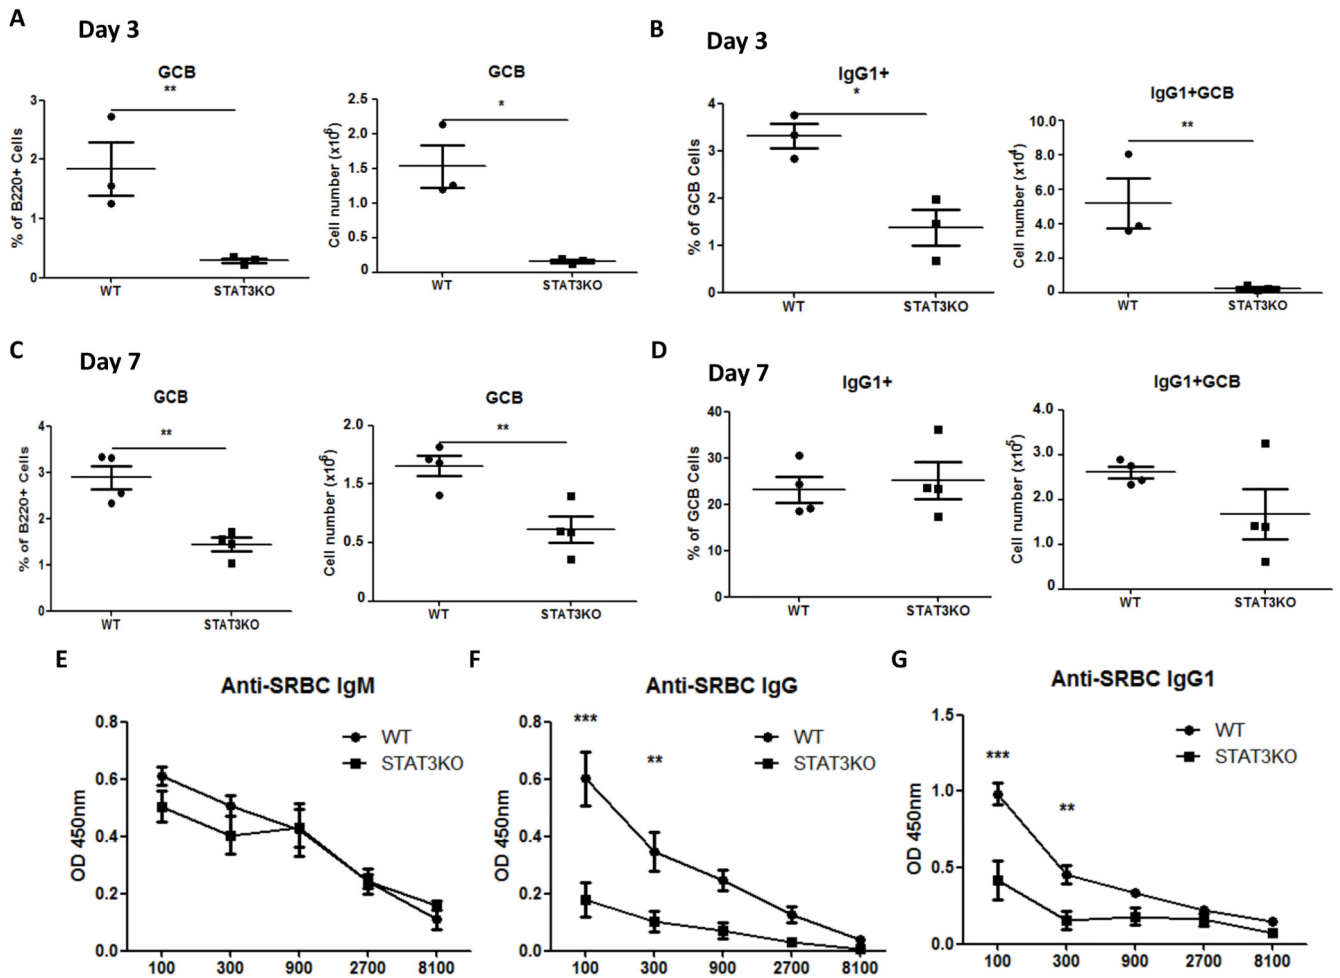 A
Day 3
GCB
**
% of B220+ Cells
3
2
1
0
WT
STAT3KO
GCB
*
Cell number (x10⁶)
2.5
2.0
1.5
1.0
0.5
0
WT
STAT3KO
B
Day 3
IgG1+
*
% of GCB Cells
4
3
2
1
0
WT
STAT3KO
IgG1+GCB
**
Cell number (x10⁴)
10.0
8.0
6.0
4.0
2.0
0
WT
STAT3KO
C
Day 7
GCB
**
% of B220+ Cells
4
3
2
1
0
WT
STAT3KO
GCB
**
Cell number (x10⁶)
2.0
1.5
0.5
0
WT
STAT3KO
D
Day 7
IgG1+
% of GCB Cells
40
30
20
10
0
WT
STAT3KO
IgG1+GCB
Cell number (x10⁵)
4.0
3.0
2.0
1.0
0
WT
STAT3KO
E
Anti-SRBC IgM
WT
STAT3KO
OD 450nm
0.8
0.6
0.4
0.2
0.0
100 300 900 2700 8100
F
Anti-SRBC IgG
***
**
WT
STAT3KO
OD 450nm
0.8
0.6
0.4
0.2
0.0
100 300 900 2700 8100
G
Anti-SRBC IgG1
***
**
WT
STAT3KO
OD 450nm
1.5
1.0
0.5
0.0
100 300 900 2700 8100